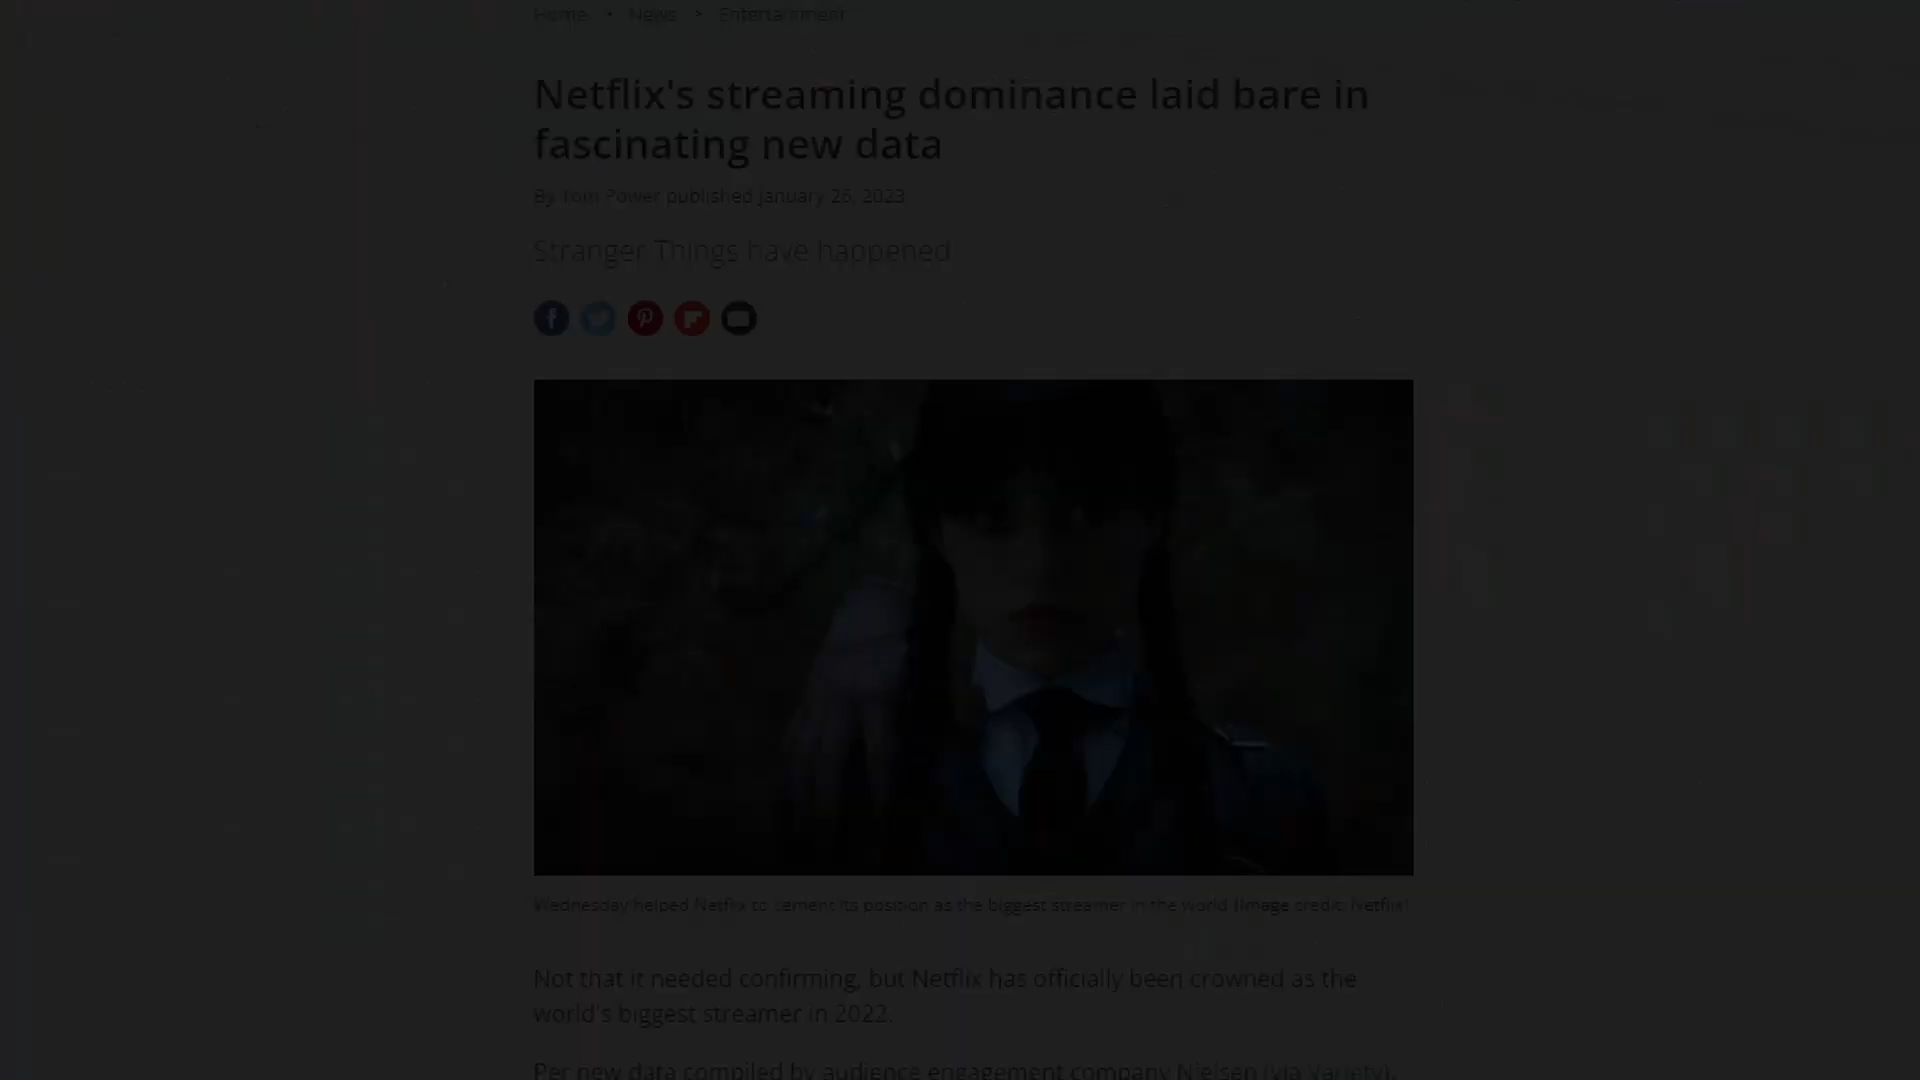 Home • News > Entertainment
Netflix's streaming dominance laid bare in
fascinating new data
By Tom Power published January 26, 2023
Stranger Things have happened
Wednesday helped Netflix to cement its position as the biggest streamer in the world (Image credit: Netflix)
Not that it needed confirming, but Netflix has officially been crowned as the
world's biggest streamer in 2022.
Per new data compiled by audience engagement company Nielsen (via Variety),